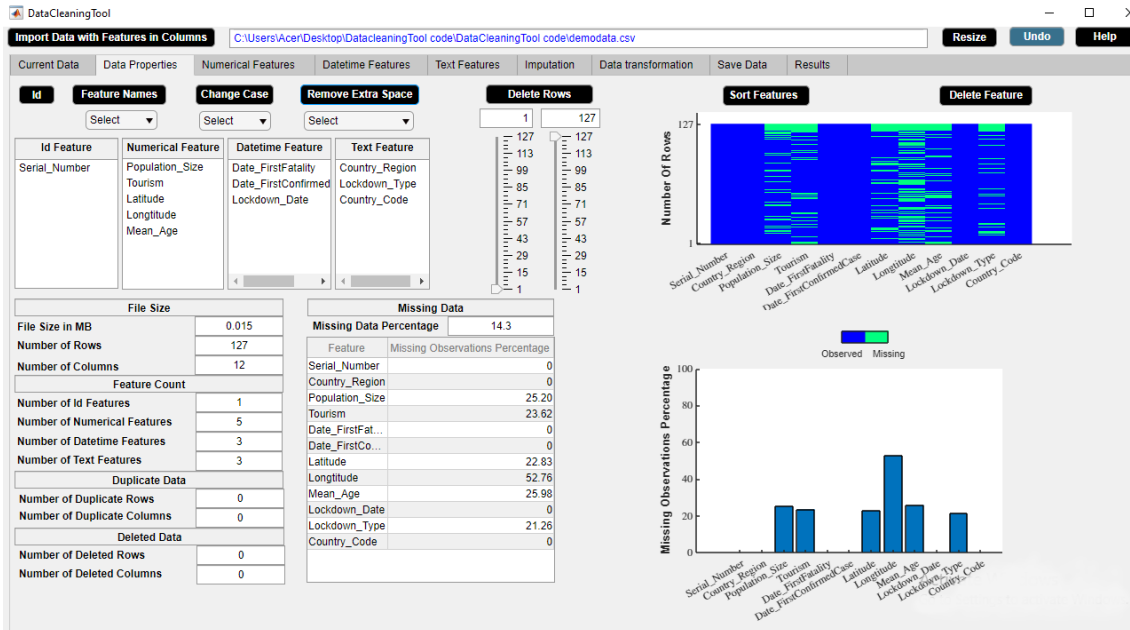 DataCleaningTool
Import Data with Features in Columns C:\Users\Acer\Desktop\DatacleaningTool code\DataCleaningTool code\demodata.csv Resize Undo Help
Current Data Data Properties Numerical Features Datetime Features Text Features Imputation Data transformation Save Data Results
Id Feature Names Change Case Remove Extra Space Delete Rows Sort Features Delete Feature
Select Select Select 1 127
Id Feature Numerical Feature Datetime Feature Text Feature
Serial_Number Population_Size Date_FirstFatality Country_Region
Tourism Date_FirstConfirmed Lockdown_Type
Latitude Lockdown_Date Country_Code
Longtitude
Mean_Age
127 127
113 113
99 99
85 85
71 71
57 57
43 43
29 29
15 15
1 1
Number Of Rows
127
1
Serial_Number Country_Region Population_Size Tourism Date_FirstFatality Date_FirstConfirmedCase Latitude Longtitude Mean_Age Lockdown_Date Lockdown_Type Country_Code
File Size
File Size in MB 0.015
Number of Rows 127
Number of Columns 12
Feature Count
Number of Id Features 1
Number of Numerical Features 5
Number of Datetime Features 3
Number of Text Features 3
Duplicate Data
Number of Duplicate Rows 0
Number of Duplicate Columns 0
Deleted Data
Number of Deleted Rows 0
Number of Deleted Columns 0
Missing Data
Missing Data Percentage 14.3
Feature Missing Observations Percentage
Serial_Number 0
Country_Region 0
Population_Size 25.20
Tourism 23.62
Date_FirstFat... 0
Date_FirstCo... 0
Latitude 22.83
Longtitude 52.76
Mean_Age 25.98
Lockdown_Date 0
Lockdown_Type 21.26
Country_Code 0
Observed Missing
Missing Observations Percentage
100
80
60
40
20
0
Serial_Number Country_Region Population_Size Tourism Date_FirstFatality Date_FirstConfirmedCase Latitude Longtitude Mean_Age Lockdown_Date Lockdown_Type Country_Code